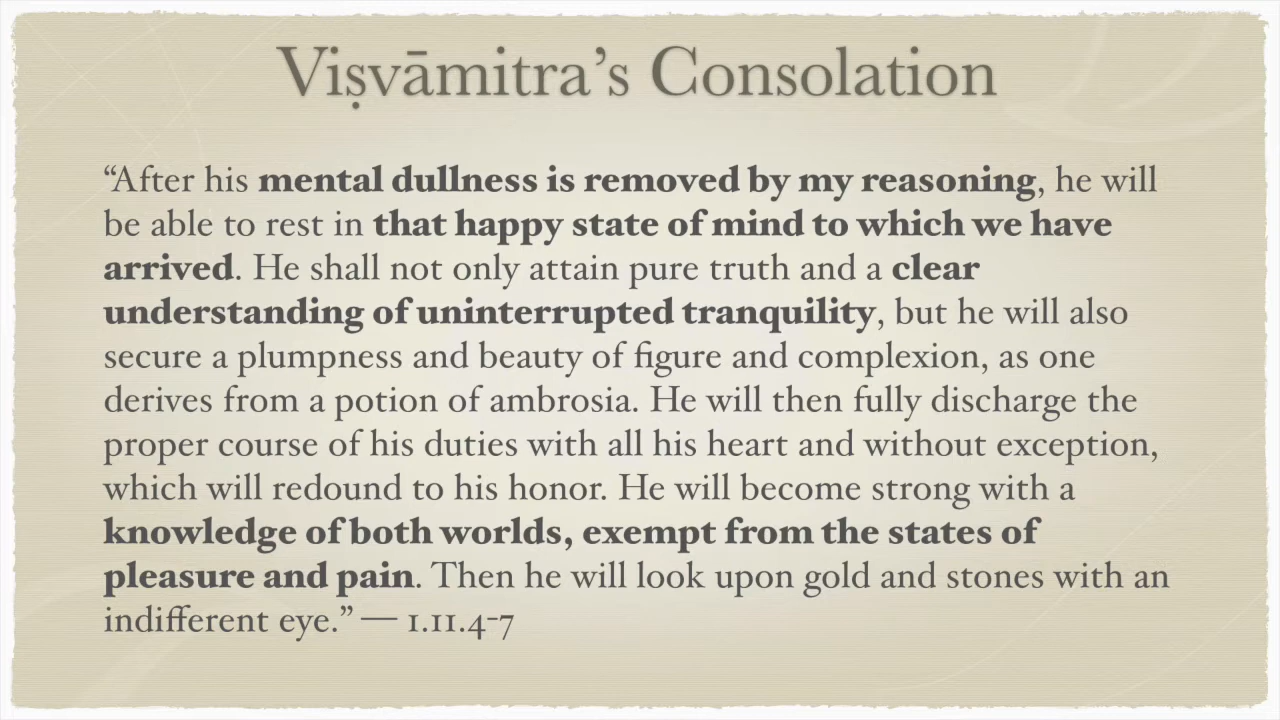 Viṣvāmitra’s Consolation
“After his mental dullness is removed by my reasoning, he will
be able to rest in that happy state of mind to which we have
arrived. He shall not only attain pure truth and a clear
understanding of uninterrupted tranquility, but he will also
secure a plumpness and beauty of figure and complexion, as one
derives from a potion of ambrosia. He will then fully discharge the
proper course of his duties with all his heart and without exception,
which will redound to his honor. He will become strong with a
knowledge of both worlds, exempt from the states of
pleasure and pain. Then he will look upon gold and stones with an
indifferent eye.” — 1.11.4-7